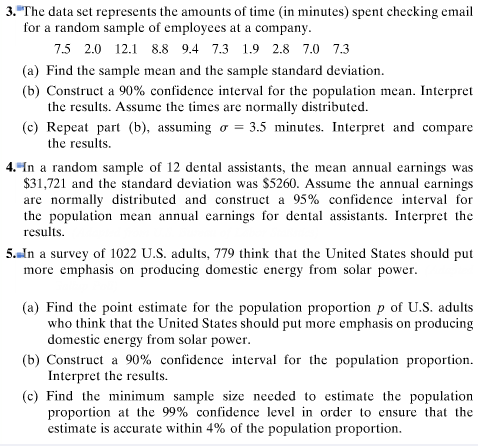 3. The data set represents the amounts of time (in minutes) spent checking email
for a random sample of employees at a company.
7.5 2.0 12.1 8.8 9.4 7.3 1.9 2.8 7.0 7.3
(a) Find the sample mean and the sample standard deviation.
(b) Construct a 90% confidence interval for the population mean. Interpret
the results. Assume the times are normally distributed.
(c) Repeat part (b), assuming σ = 3.5 minutes. Interpret and compare
the results.
4. In a random sample of 12 dental assistants, the mean annual earnings was
$31,721 and the standard deviation was $5260. Assume the annual earnings
are normally distributed and construct a 95% confidence interval for
the population mean annual earnings for dental assistants. Interpret the
results.
5. In a survey of 1022 U.S. adults, 779 think that the United States should put
more emphasis on producing domestic energy from solar power.
(a) Find the point estimate for the population proportion p of U.S. adults
who think that the United States should put more emphasis on producing
domestic energy from solar power.
(b) Construct a 90% confidence interval for the population proportion.
Interpret the results.
(c) Find the minimum sample size needed to estimate the population
proportion at the 99% confidence level in order to ensure that the
estimate is accurate within 4% of the population proportion.